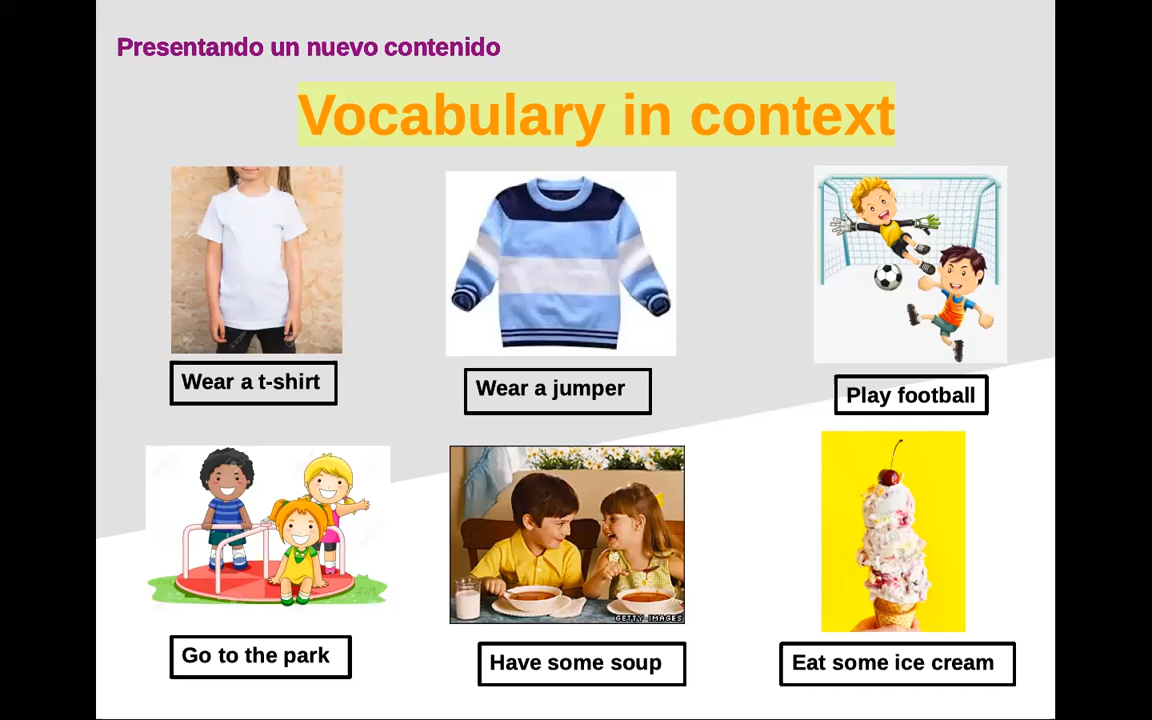 Presentando un nuevo contenido
Vocabulary in context
Wear a t-shirt
Wear a jumper
Play football
Go to the park
Have some soup
Eat some ice cream
GETTY IMAGES